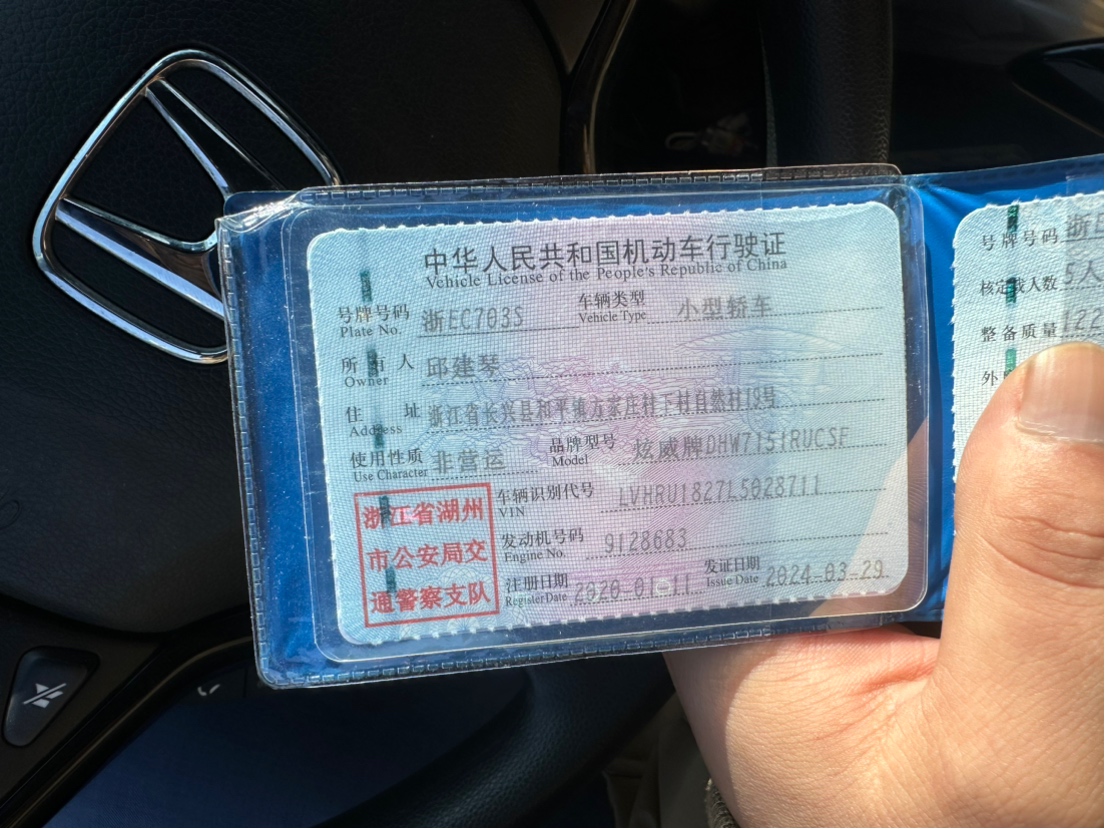 中华人民共和国机动车行驶证
Vehicle License of the People's Republic of China
号牌号码 浙EC703S 车辆类型 小型轿车
Plate No. Vehicle Type
所有人 邱建琴
Owner
住址 浙江省长兴县和平镇方家庄村下村自然村19号
Address
使用性质 非营运 品牌型号 炫威牌DHW7151RUCSF
Use Character Model
浙江省湖州
市公安局交
通警察支队
车辆识别代号 LVHRU1827L5028711
VIN
发动机号码 9128683
Engine No.
注册日期 2020-01-11 发证日期 2024-03-29
Register Date Issue Date
号牌号码 浙E
核定载人数 5人
整备质量 122
外